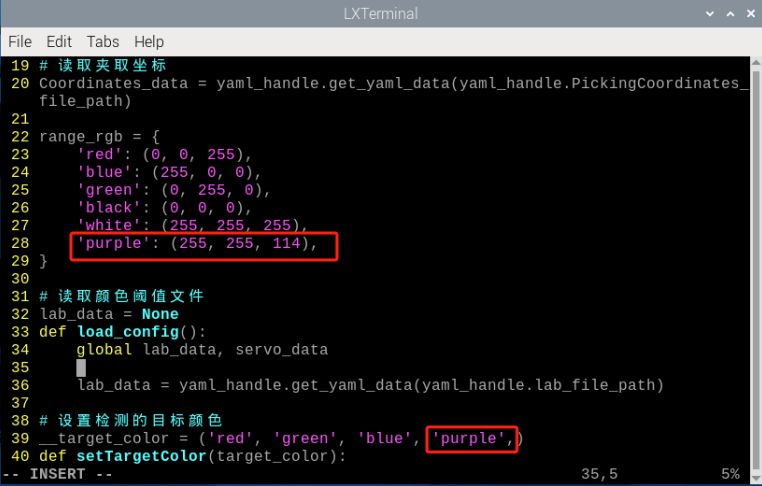 LXTerminal
File Edit Tabs Help
19 # 读取夹取坐标
20 Coordinates_data = yaml_handle.get_yaml_data(yaml_handle.PickingCoordinates_
file_path)
21
22 range_rgb = {
23     'red': (0, 0, 255),
24     'blue': (255, 0, 0),
25     'green': (0, 255, 0),
26     'black': (0, 0, 0),
27     'white': (255, 255, 255),
28     'purple': (255, 255, 114),
29 }
30
31 # 读取颜色阈值文件
32 lab_data = None
33 def load_config():
34     global lab_data, servo_data
35
36     lab_data = yaml_handle.get_yaml_data(yaml_handle.lab_file_path)
37
38 # 设置检测的目标颜色
39 __target_color = ('red', 'green', 'blue', 'purple',)
40 def setTargetColor(target_color):
-- INSERT -- 35,5 5%